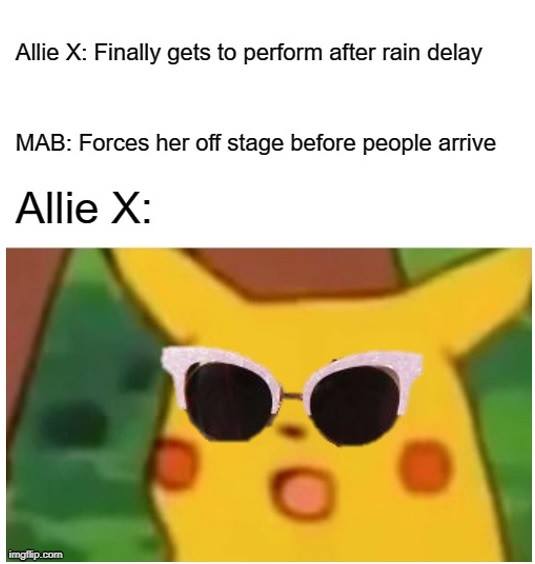 Allie X: Finally gets to perform after rain delay
MAB: Forces her off stage before people arrive
Allie X:
imgflip.com